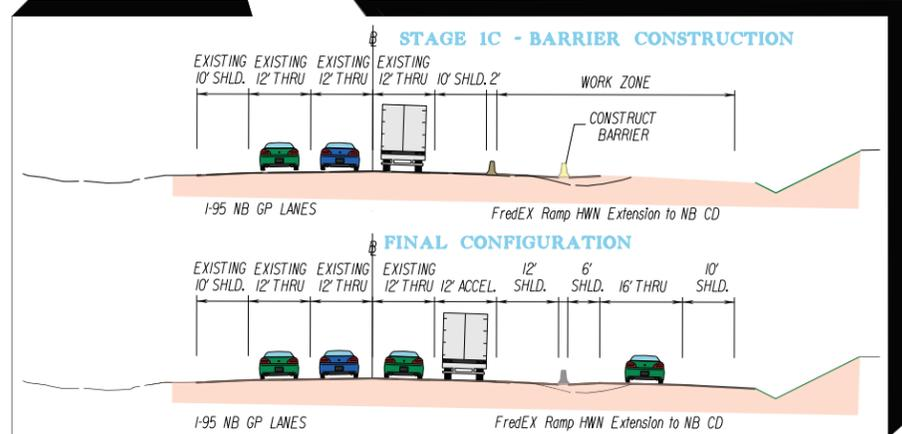 STAGE 1C - BARRIER CONSTRUCTION
EXISTING EXISTING EXISTING EXISTING
10' SHLD. 12' THRU 12' THRU 12' THRU 10' SHLD. 2' WORK ZONE
CONSTRUCT
BARRIER
I-95 NB GP LANES FredEX Ramp HWN Extension to NB CD
FINAL CONFIGURATION
EXISTING EXISTING EXISTING EXISTING 12' 6' 10'
10' SHLD. 12' THRU 12' THRU 12' THRU 12' ACCEL. SHLD. SHLD. 16' THRU SHLD.
I-95 NB GP LANES FredEX Ramp HWN Extension to NB CD